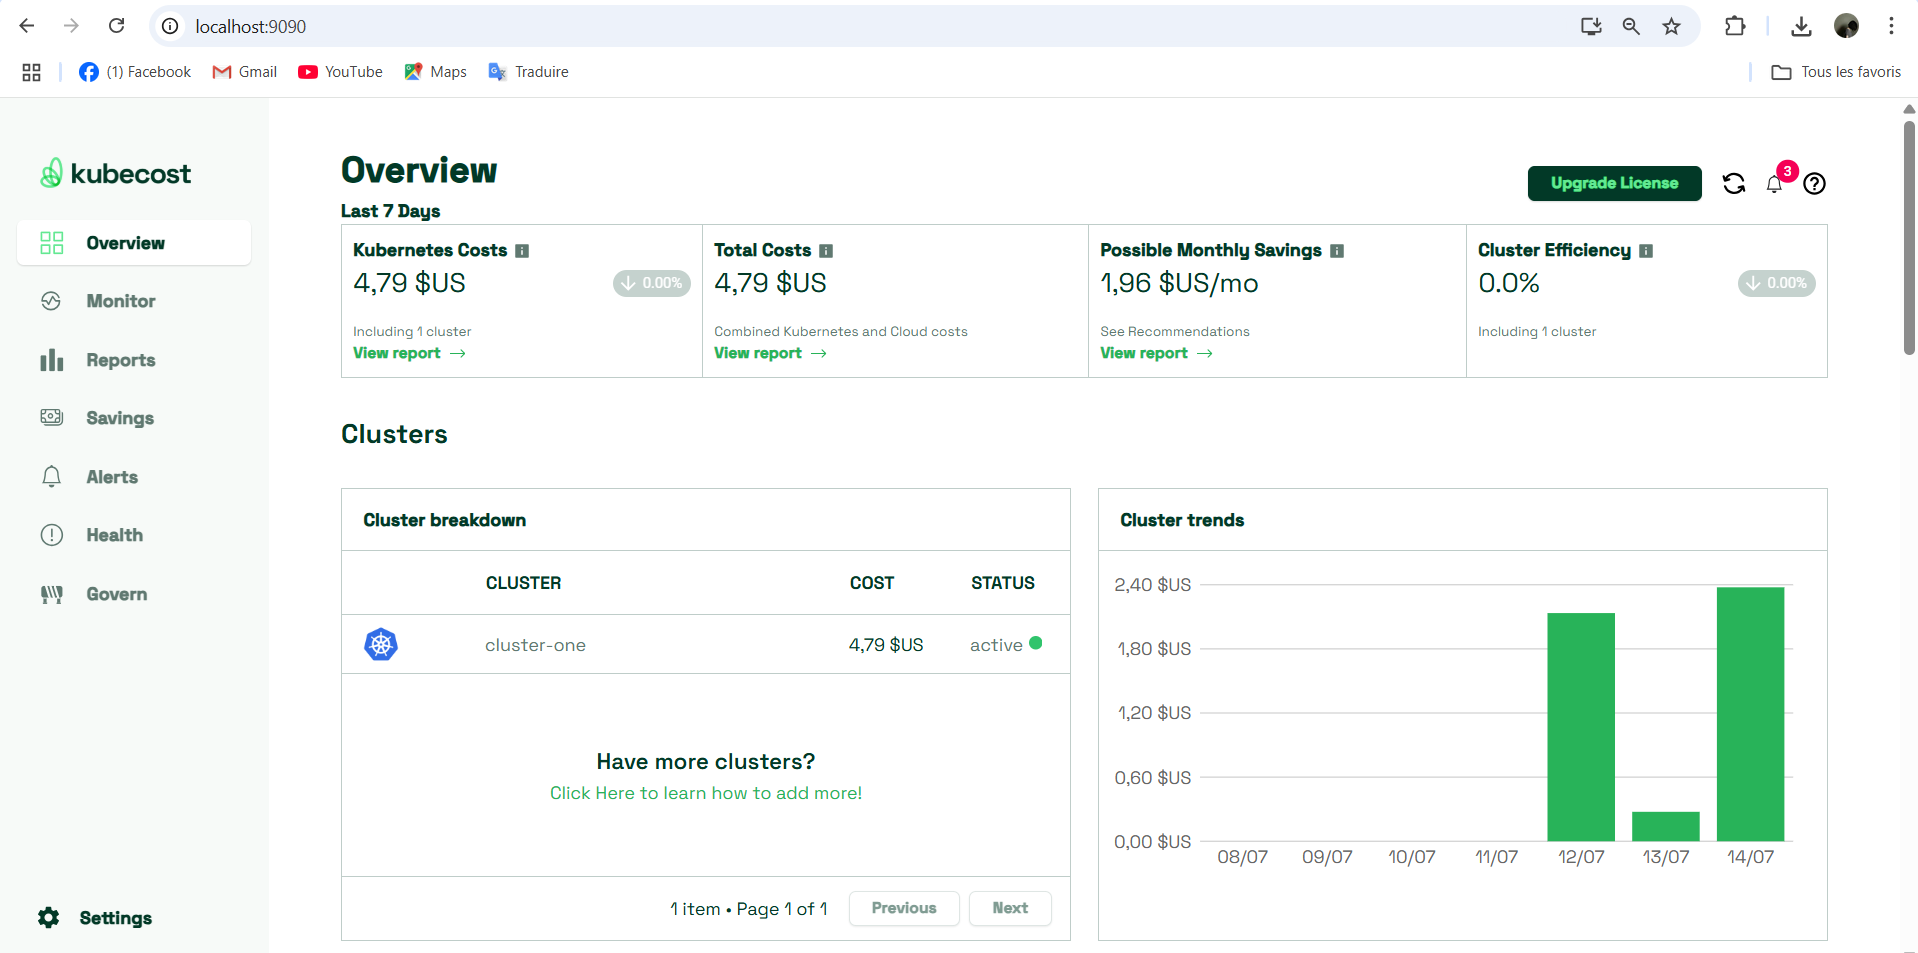 localhost:9090
(1) Facebook
Gmail
YouTube
Maps
Traduire
Tous les favoris
kubecost
Overview
Monitor
Reports
Savings
Alerts
Health
Govern
Settings
Overview
Upgrade License
3
Last 7 Days
Kubernetes Costs
4,79 $US
0.00%
Including 1 cluster
View report
Total Costs
4,79 $US
Combined Kubernetes and Cloud costs
View report
Possible Monthly Savings
1,96 $US/mo
See Recommendations
View report
Cluster Efficiency
0.0%
0.00%
Including 1 cluster
Clusters
Cluster breakdown
CLUSTER COST STATUS
cluster-one 4,79 $US active
Have more clusters?
Click Here to learn how to add more!
1 item • Page 1 of 1
Previous
Next
Cluster trends
2,40 $US
1,80 $US
1,20 $US
0,60 $US
0,00 $US
08/07 09/07 10/07 11/07 12/07 13/07 14/07